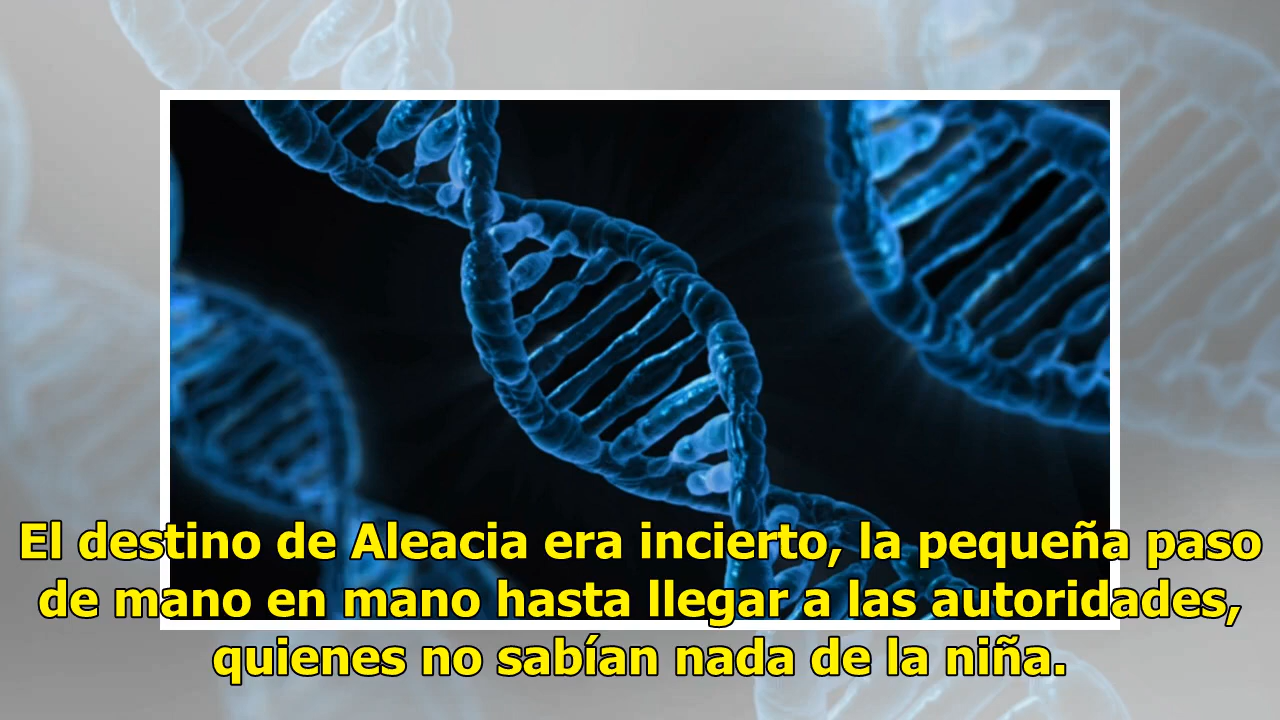 El destino de Aleacia era incierto, la pequeña paso
de mano en mano hasta llegar a las autoridades,
quienes no sabían nada de la niña.